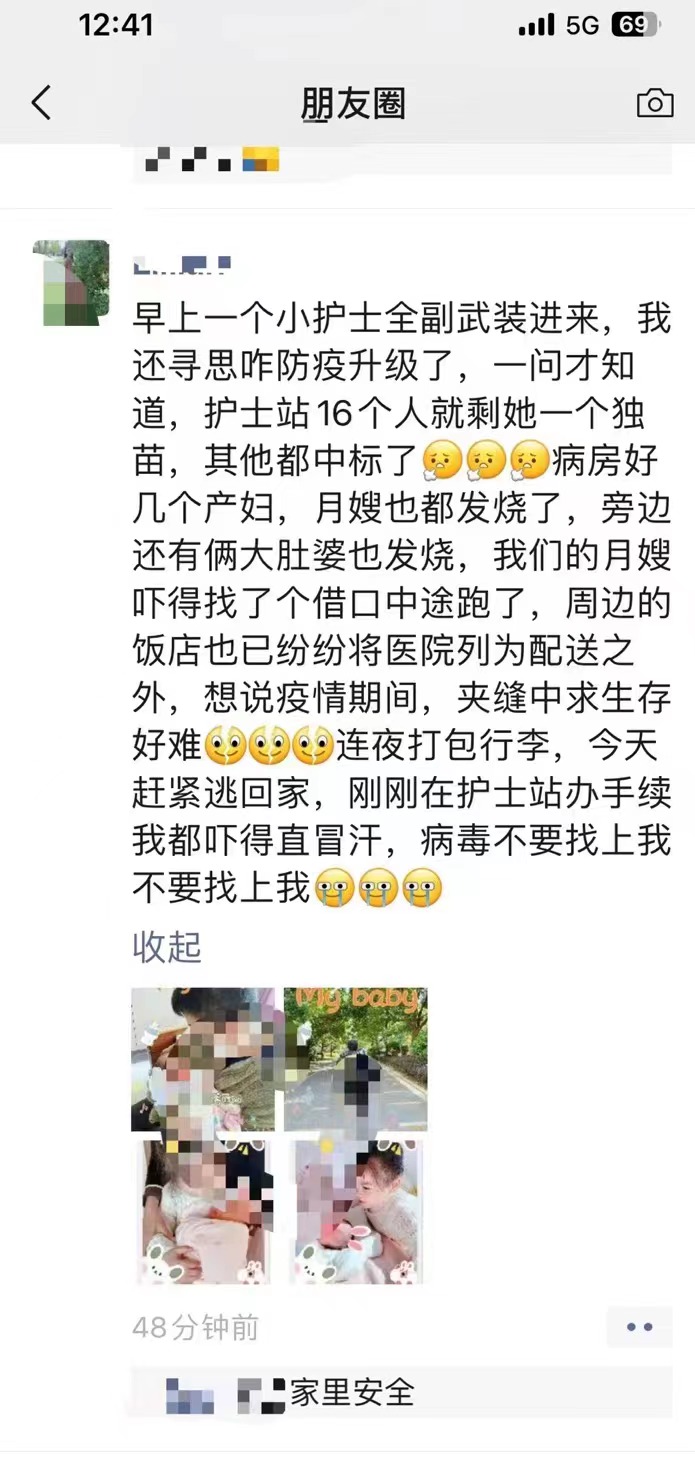 12:41
5G 69
朋友圈
早上一个小护士全副武装进来，我
还寻思咋防疫升级了，一问才知
道，护士站16个人就剩她一个独
苗，其他都中标了😮‍💨😮‍💨😮‍💨病房好
几个产妇，月嫂也都发烧了，旁边
还有俩大肚婆也发烧，我们的月嫂
吓得找了个借口中途跑了，周边的
饭店也已纷纷将医院列为配送之
外，想说疫情期间，夹缝中求生存
好难连夜打包行李，今天
赶紧逃回家，刚刚在护士站办手续
我都吓得直冒汗，病毒不要找上我
不要找上我
收起
My baby
48分钟前
家里安全